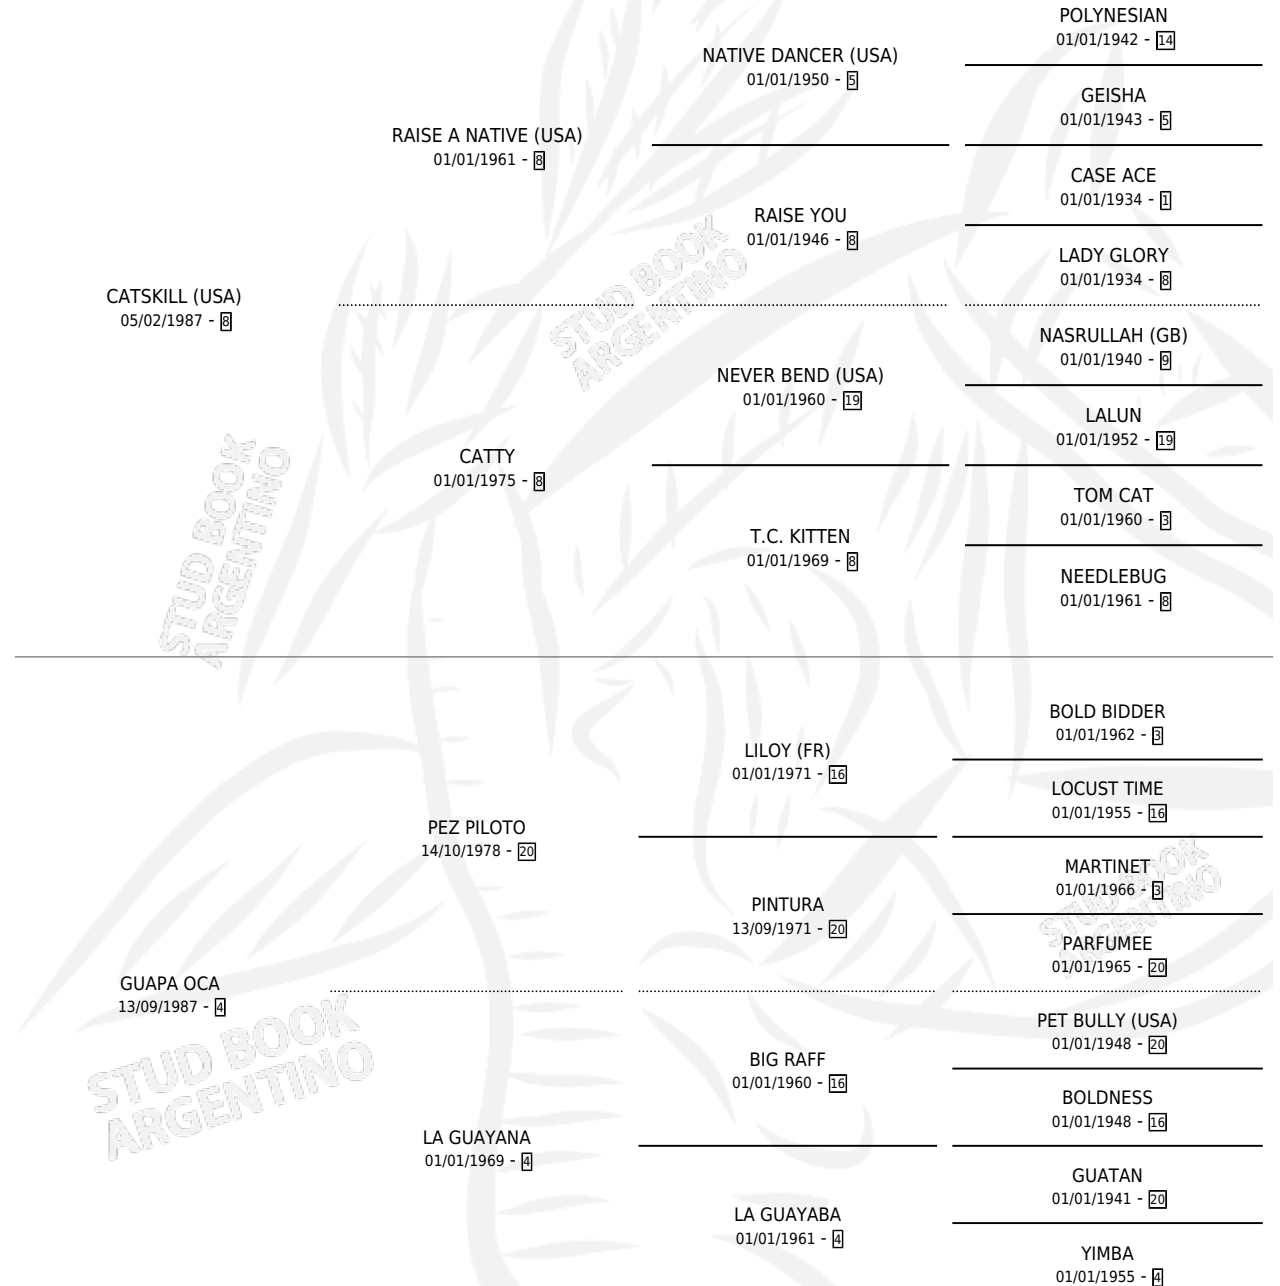 POLYNESIAN
01/01/1942 - 14
NATIVE DANCER (USA)
01/01/1950 - 5
GEISHA
01/01/1943 - 5
RAISE A NATIVE (USA)
01/01/1961 - 8
CASE ACE
01/01/1934 - 1
RAISE YOU
01/01/1946 - 8
LADY GLORY
01/01/1934 - 8
CATSKILL (USA)
05/02/1987 - 8
NASRULLAH (GB)
01/01/1940 - 9
NEVER BEND (USA)
01/01/1960 - 19
LALUN
01/01/1952 - 19
CATTY
01/01/1975 - 8
TOM CAT
01/01/1960 - 3
T.C. KITTEN
01/01/1969 - 8
NEEDLEBUG
01/01/1961 - 8
BOLD BIDDER
01/01/1962 - 3
LILOY (FR)
01/01/1971 - 16
LOCUST TIME
01/01/1955 - 16
PEZ PILOTO
14/10/1978 - 20
MARTINET
01/01/1966 - 3
PINTURA
13/09/1971 - 20
PARFUMEE
01/01/1965 - 20
GUAPA OCA
13/09/1987 - 4
PET BULLY (USA)
01/01/1948 - 20
BIG RAFF
01/01/1960 - 16
BOLDNESS
01/01/1948 - 16
LA GUAYANA
01/01/1969 - 4
GUATAN
01/01/1941 - 20
LA GUAYABA
01/01/1961 - 4
YIMBA
01/01/1955 - 4
STUD BOOK
ARGENTINO
STUD BOOK
ARGENTINO
STUD BOOK
ARGENTINO
STUD BOOK
ARGENTINO